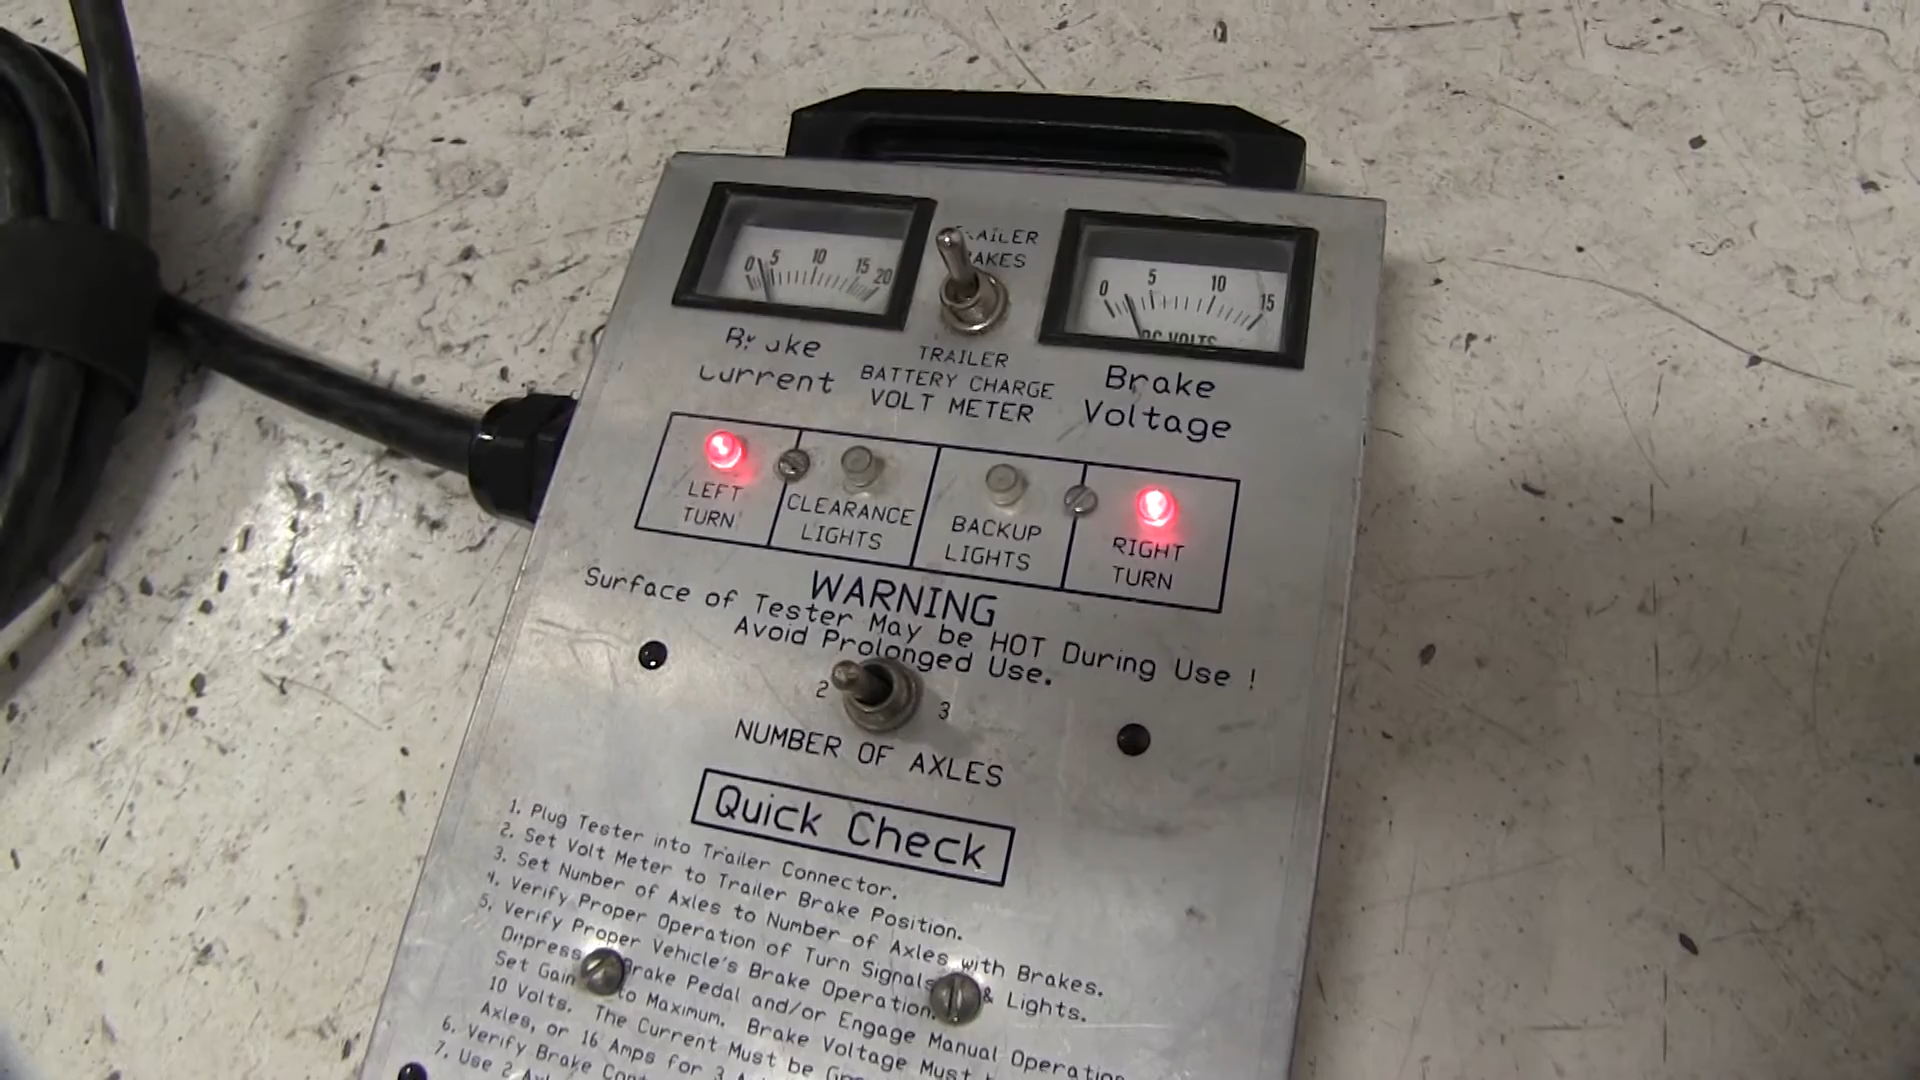 0 5 10 15 20
TRAILER
BRAKES
0 5 10 15
DC VOLTS
Brake
Current
TRAILER
BATTERY CHARGE
VOLT METER
Brake
Voltage
LEFT
TURN
CLEARANCE
LIGHTS
BACKUP
LIGHTS
RIGHT
TURN
WARNING
Surface of Tester May be HOT During Use !
Avoid Prolonged Use.
2 3
NUMBER OF AXLES
Quick Check
1. Plug Tester into Trailer Connector.
2. Set Volt Meter to Trailer Brake Position.
3. Set Number of Axles to Number of Axles with Brakes.
4. Verify Proper Operation of Turn Signals & Lights.
5. Verify Proper Vehicle's Brake Operation.
Depress Brake Pedal and/or Engage Manual
Set Gain to Maximum. Brake Voltage Must
10 Volts. The Current Must be
Axles, or 16 Amps for 3
6. Verify Brake
7. Use 2